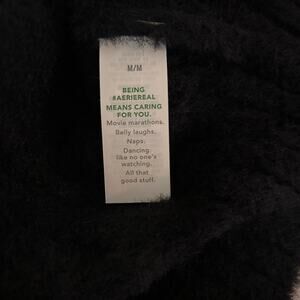 M/M
BEING
#AERIEREAL
MEANS CARING
FOR YOU.
Movie marathons.
Belly laughs.
Naps.
Dancing
like no one's
watching.
All that
good stuff.